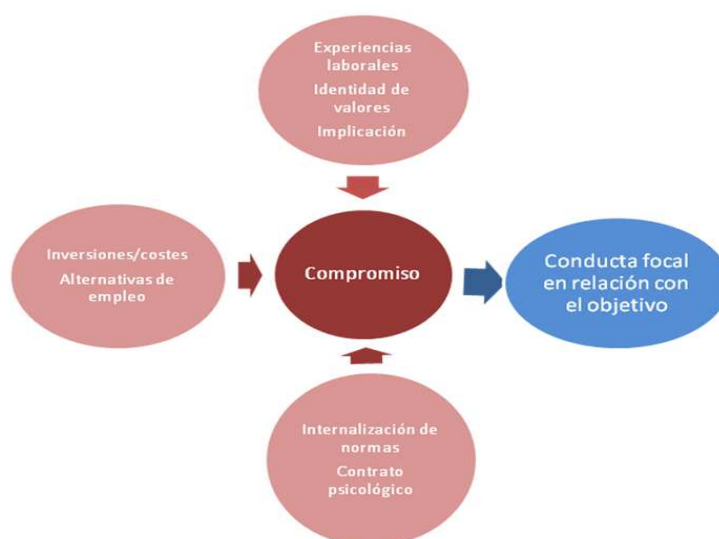 Experiencias
laborales
Identidad de
valores
Implicación
Inversiones/costes
Alternativas de
empleo
Compromiso
Conducta focal
en relación con
el objetivo
Internalización de
normas
Contrato
psicológico